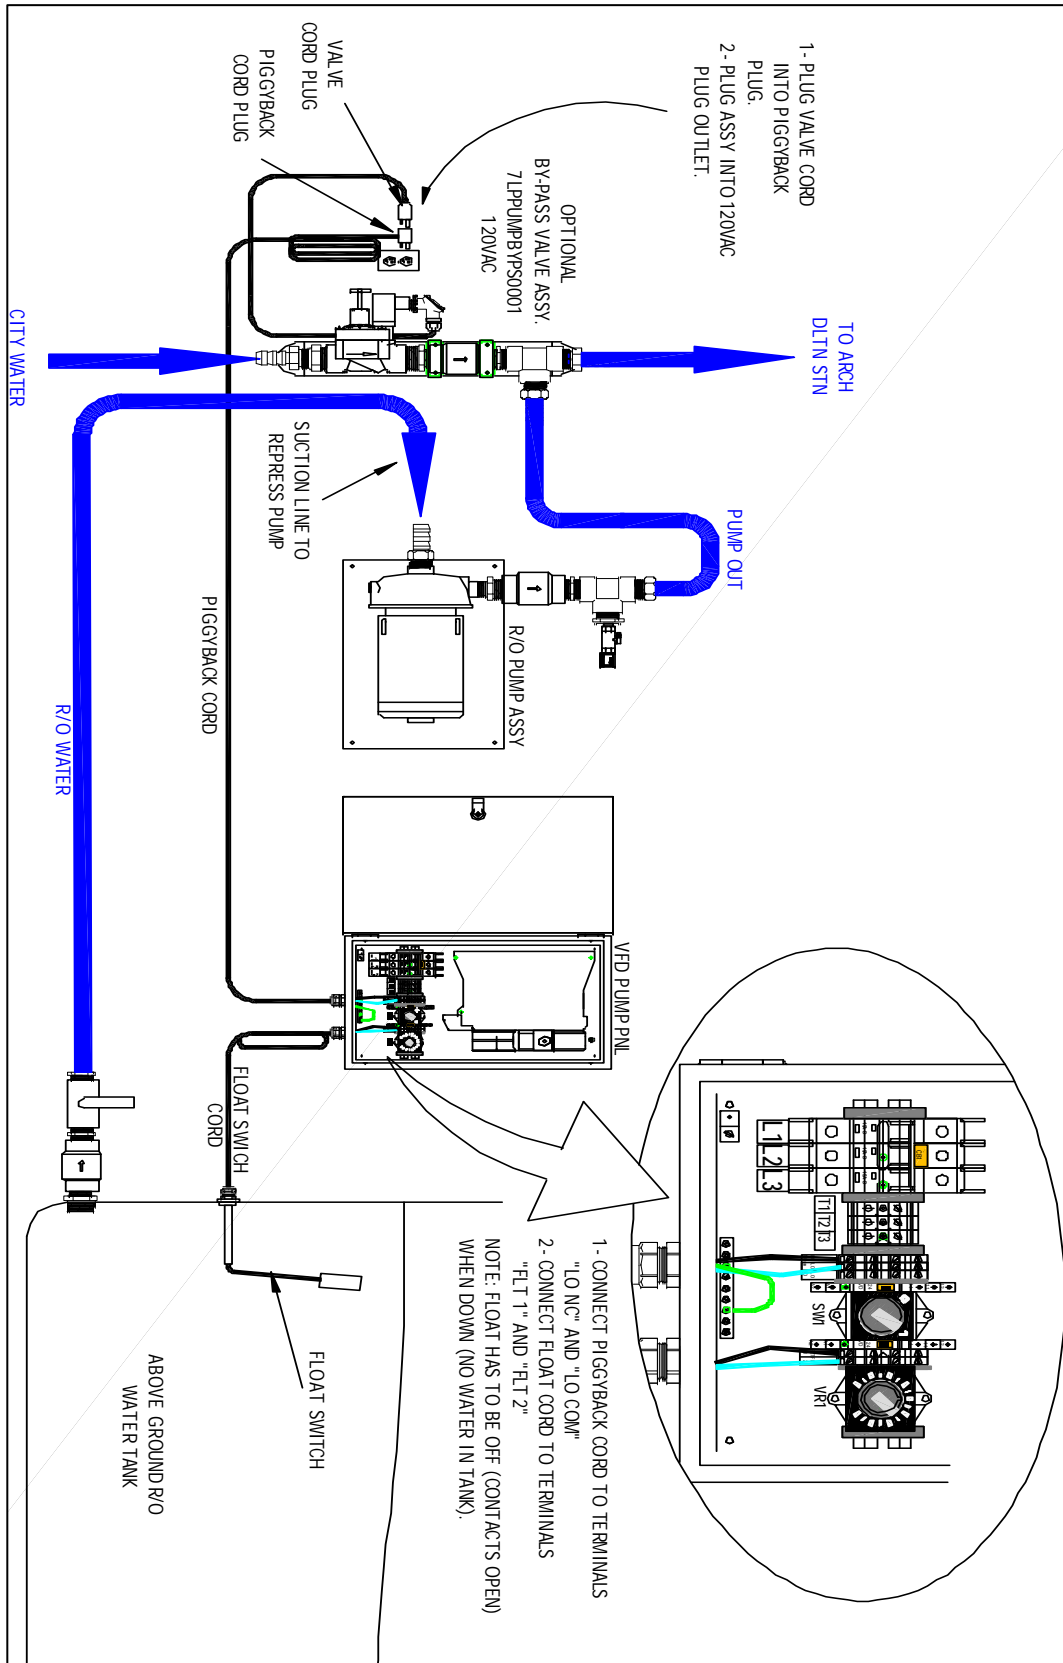 1- PLUG VALVE CORD
INTO PIGGYBACK
PLUG.
2- PLUG ASSY INTO 120VAC
PLUG OUTLET.
VALVE
CORD PLUG
PIGGYBACK
CORD PLUG
OPTIONAL
BY-PASS VALVE ASSY.
7LPPUMPBYPS0001
120VAC
TO ARCH
DLTN STN
CITY WATER
SUCTION LINE TO
REPRESS PUMP
PUMP OUT
R/O PUMP ASSY
PIGGYBACK CORD
R/O WATER
VFD PUMP PNL
FLOAT SWICH
CORD
L1
L2
L3
CB1
T1
T2
T3
SW1
VR1
1- CONNECT PIGGYBACK CORD TO TERMINALS
"LO NC" AND "LO COM"
2- CONNECT FLOAT CORD TO TERMINALS
"FLT 1" AND "FLT 2"
NOTE: FLOAT HAS TO BE OFF (CONTACTS OPEN)
WHEN DOWN (NO WATER IN TANK).
FLOAT SWITCH
ABOVE GROUND R/O
WATER TANK